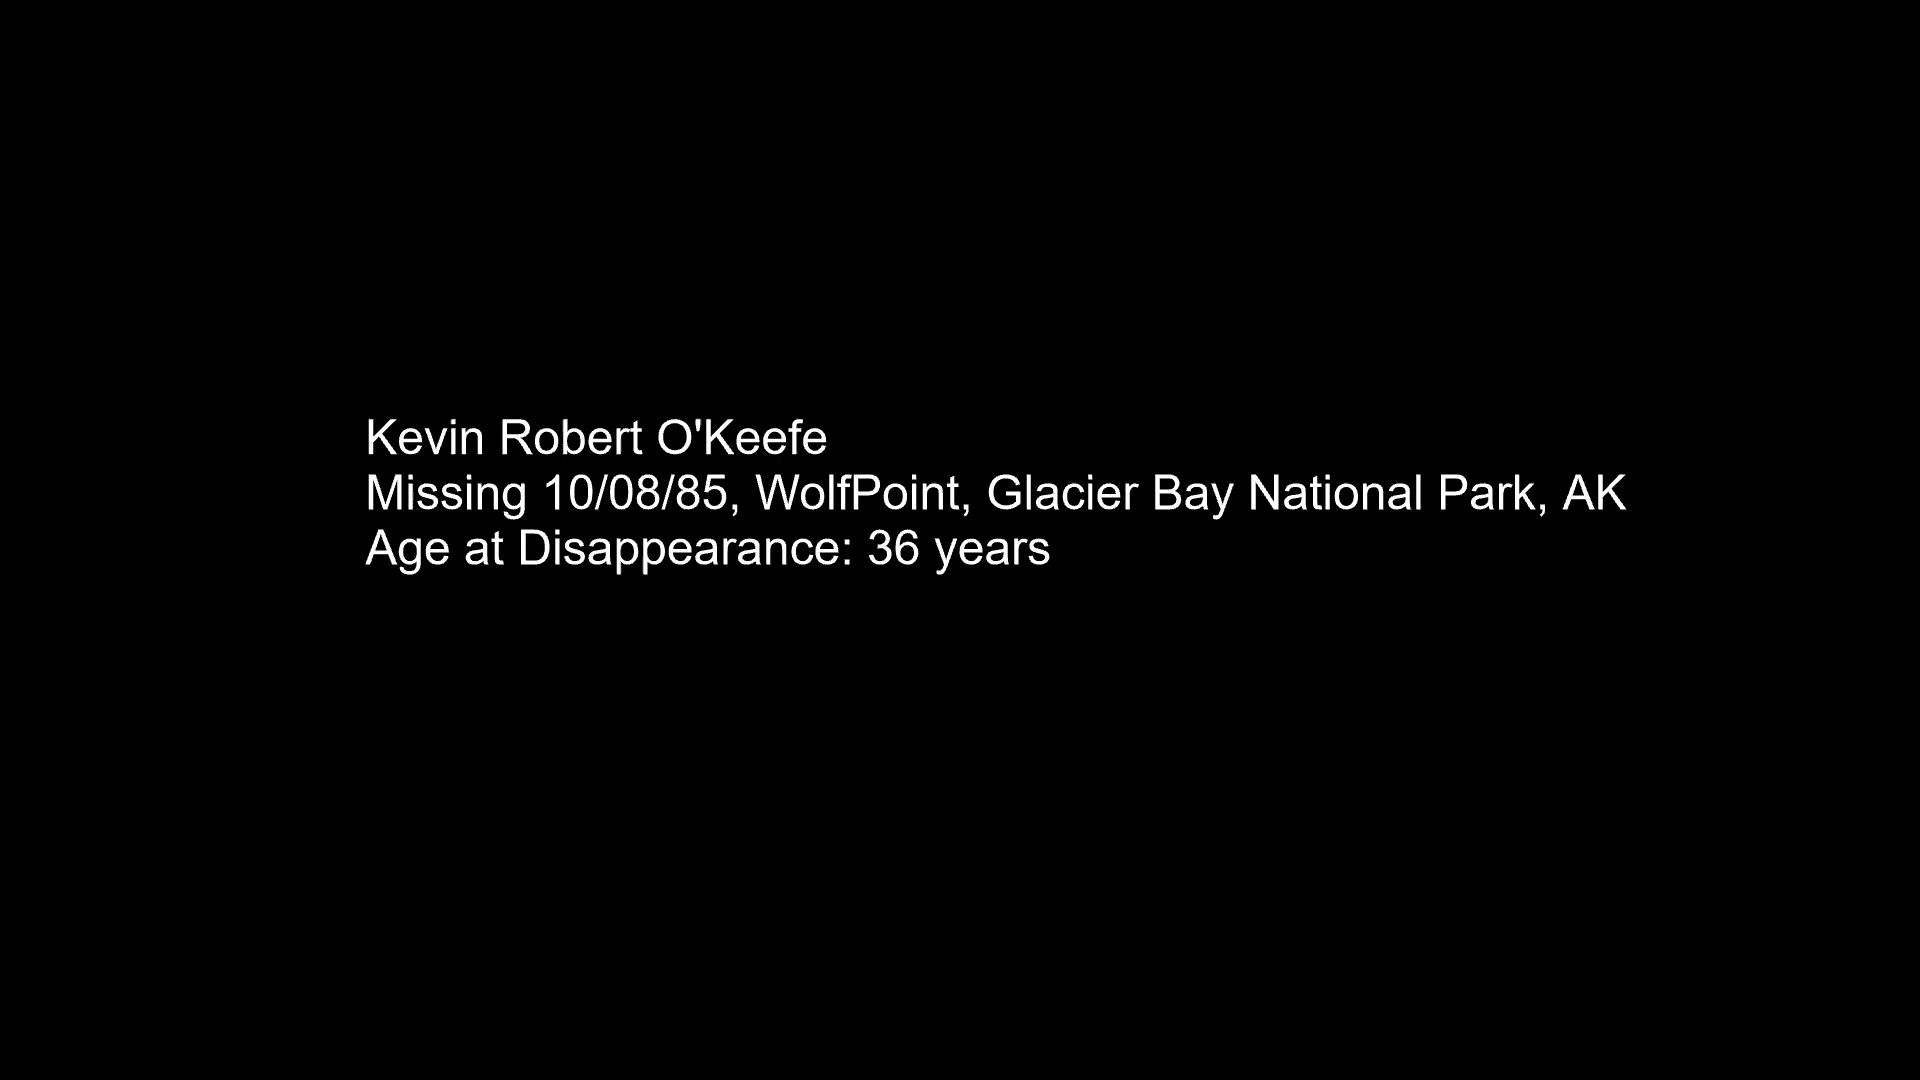 Kevin Robert O'Keefe
Missing 10/08/85, WolfPoint, Glacier Bay National Park, AK
Age at Disappearance: 36 years